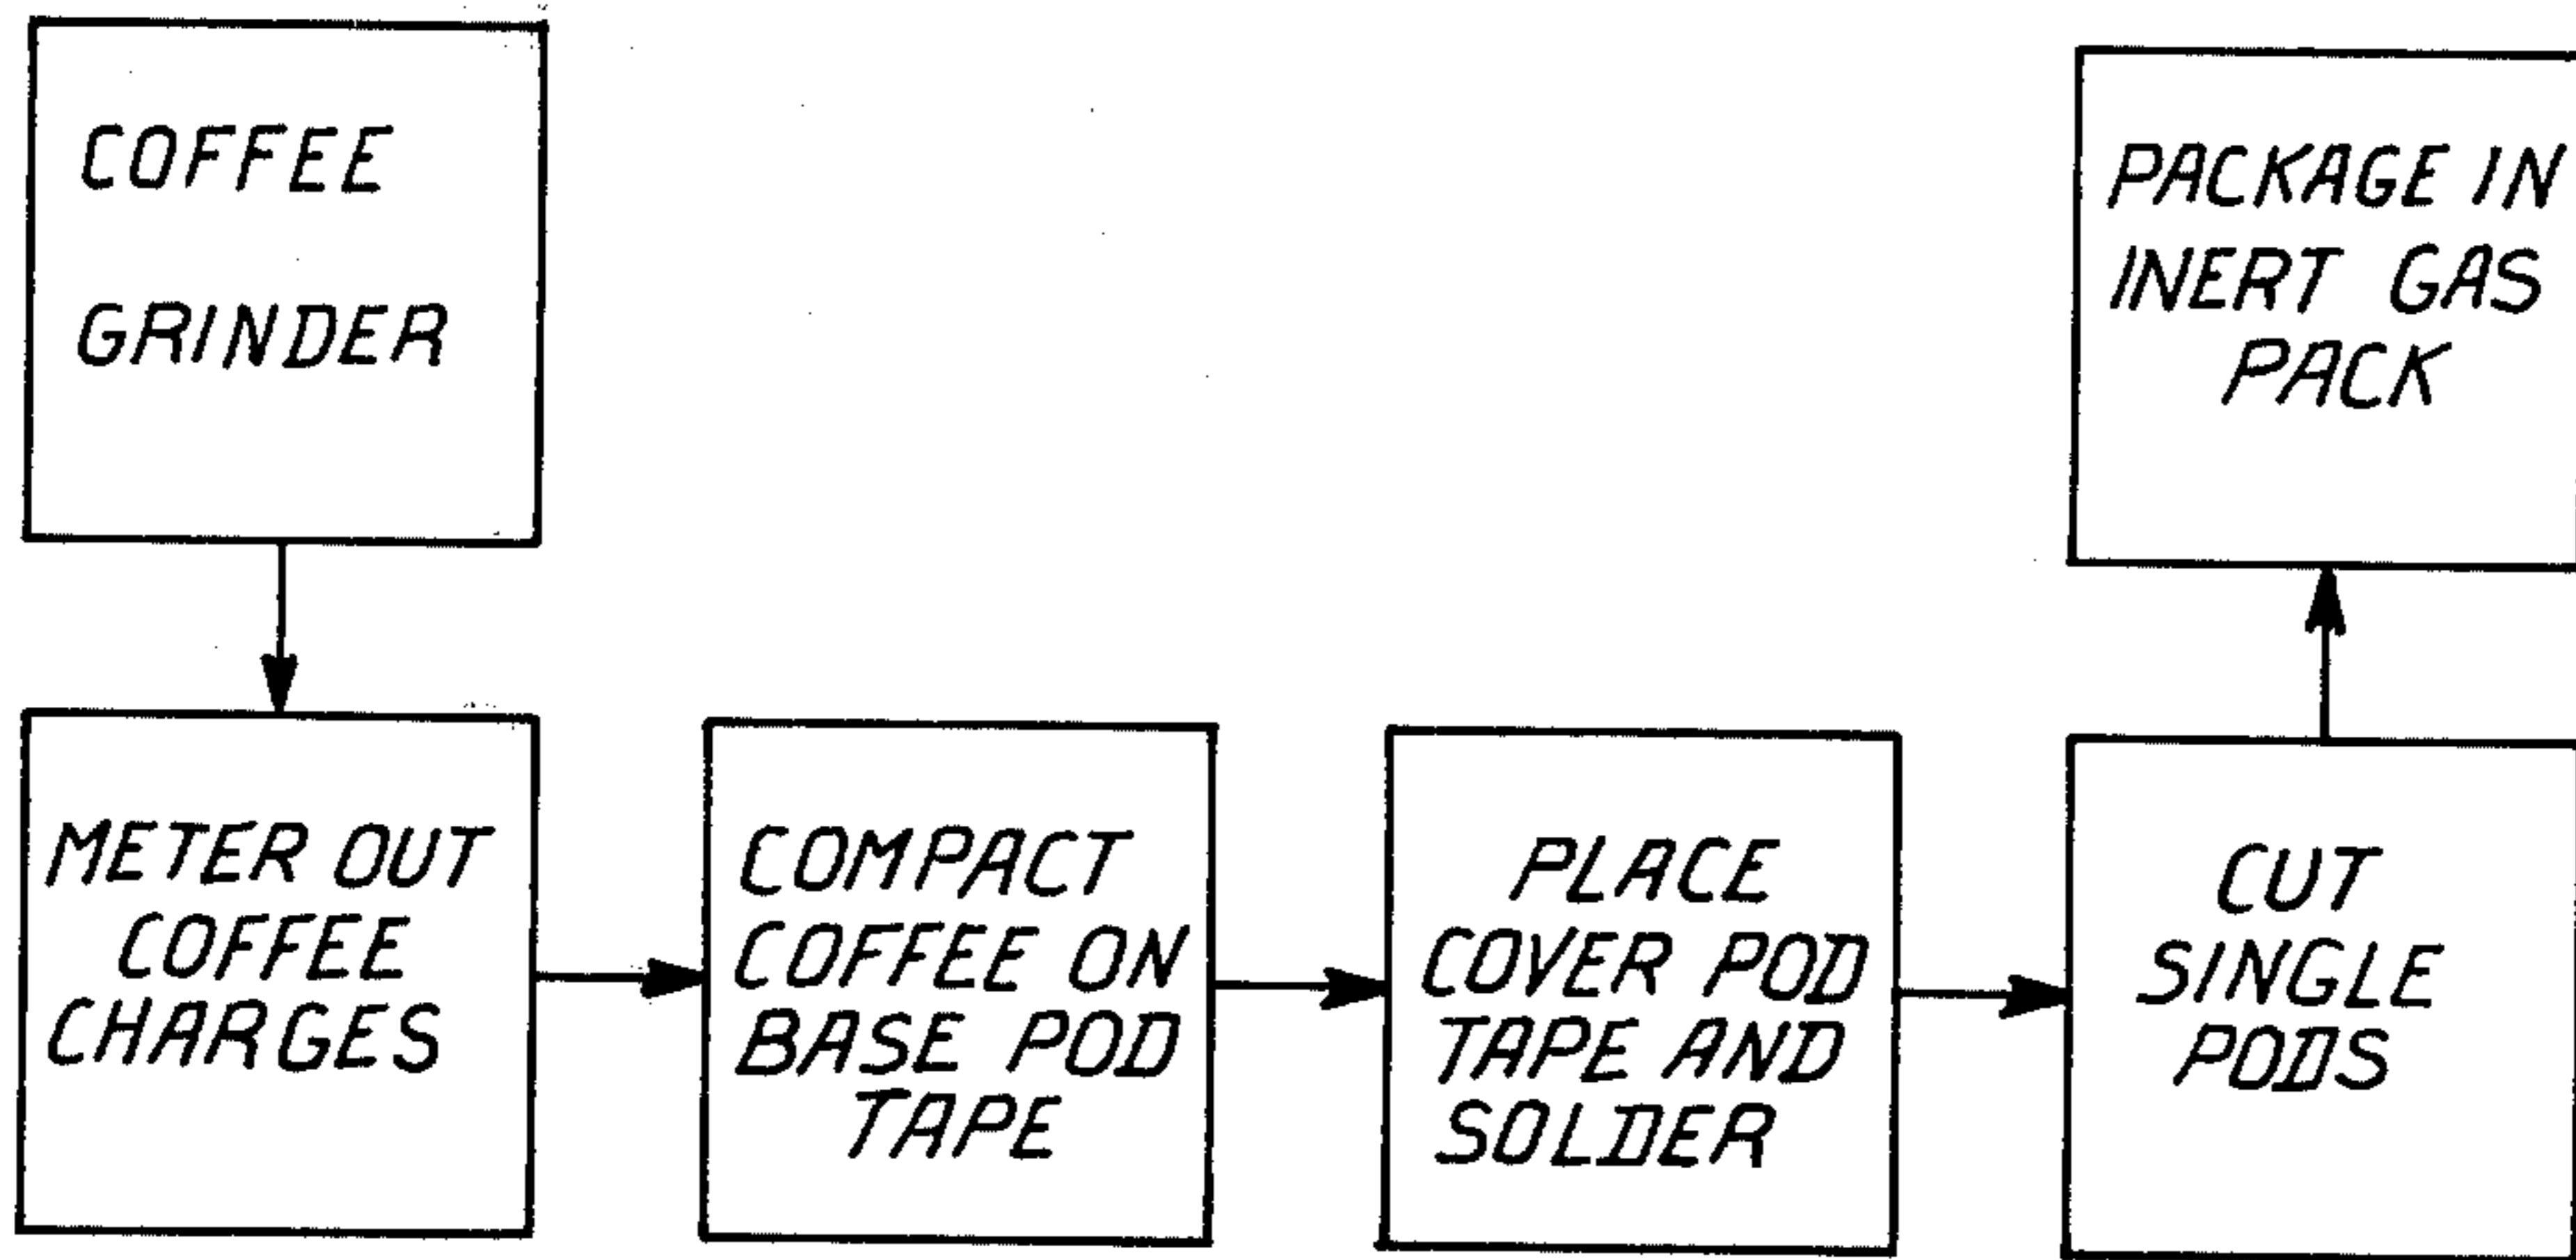 COFFEE
GRINDER
METER OUT
COFFEE
CHARGES
COMPACT
COFFEE ON
BASE POD
TAPE
PLACE
COVER POD
TAPE AND
SOLDER
CUT
SINGLE
PODS
PACKAGE IN
INERT GAS
PACK